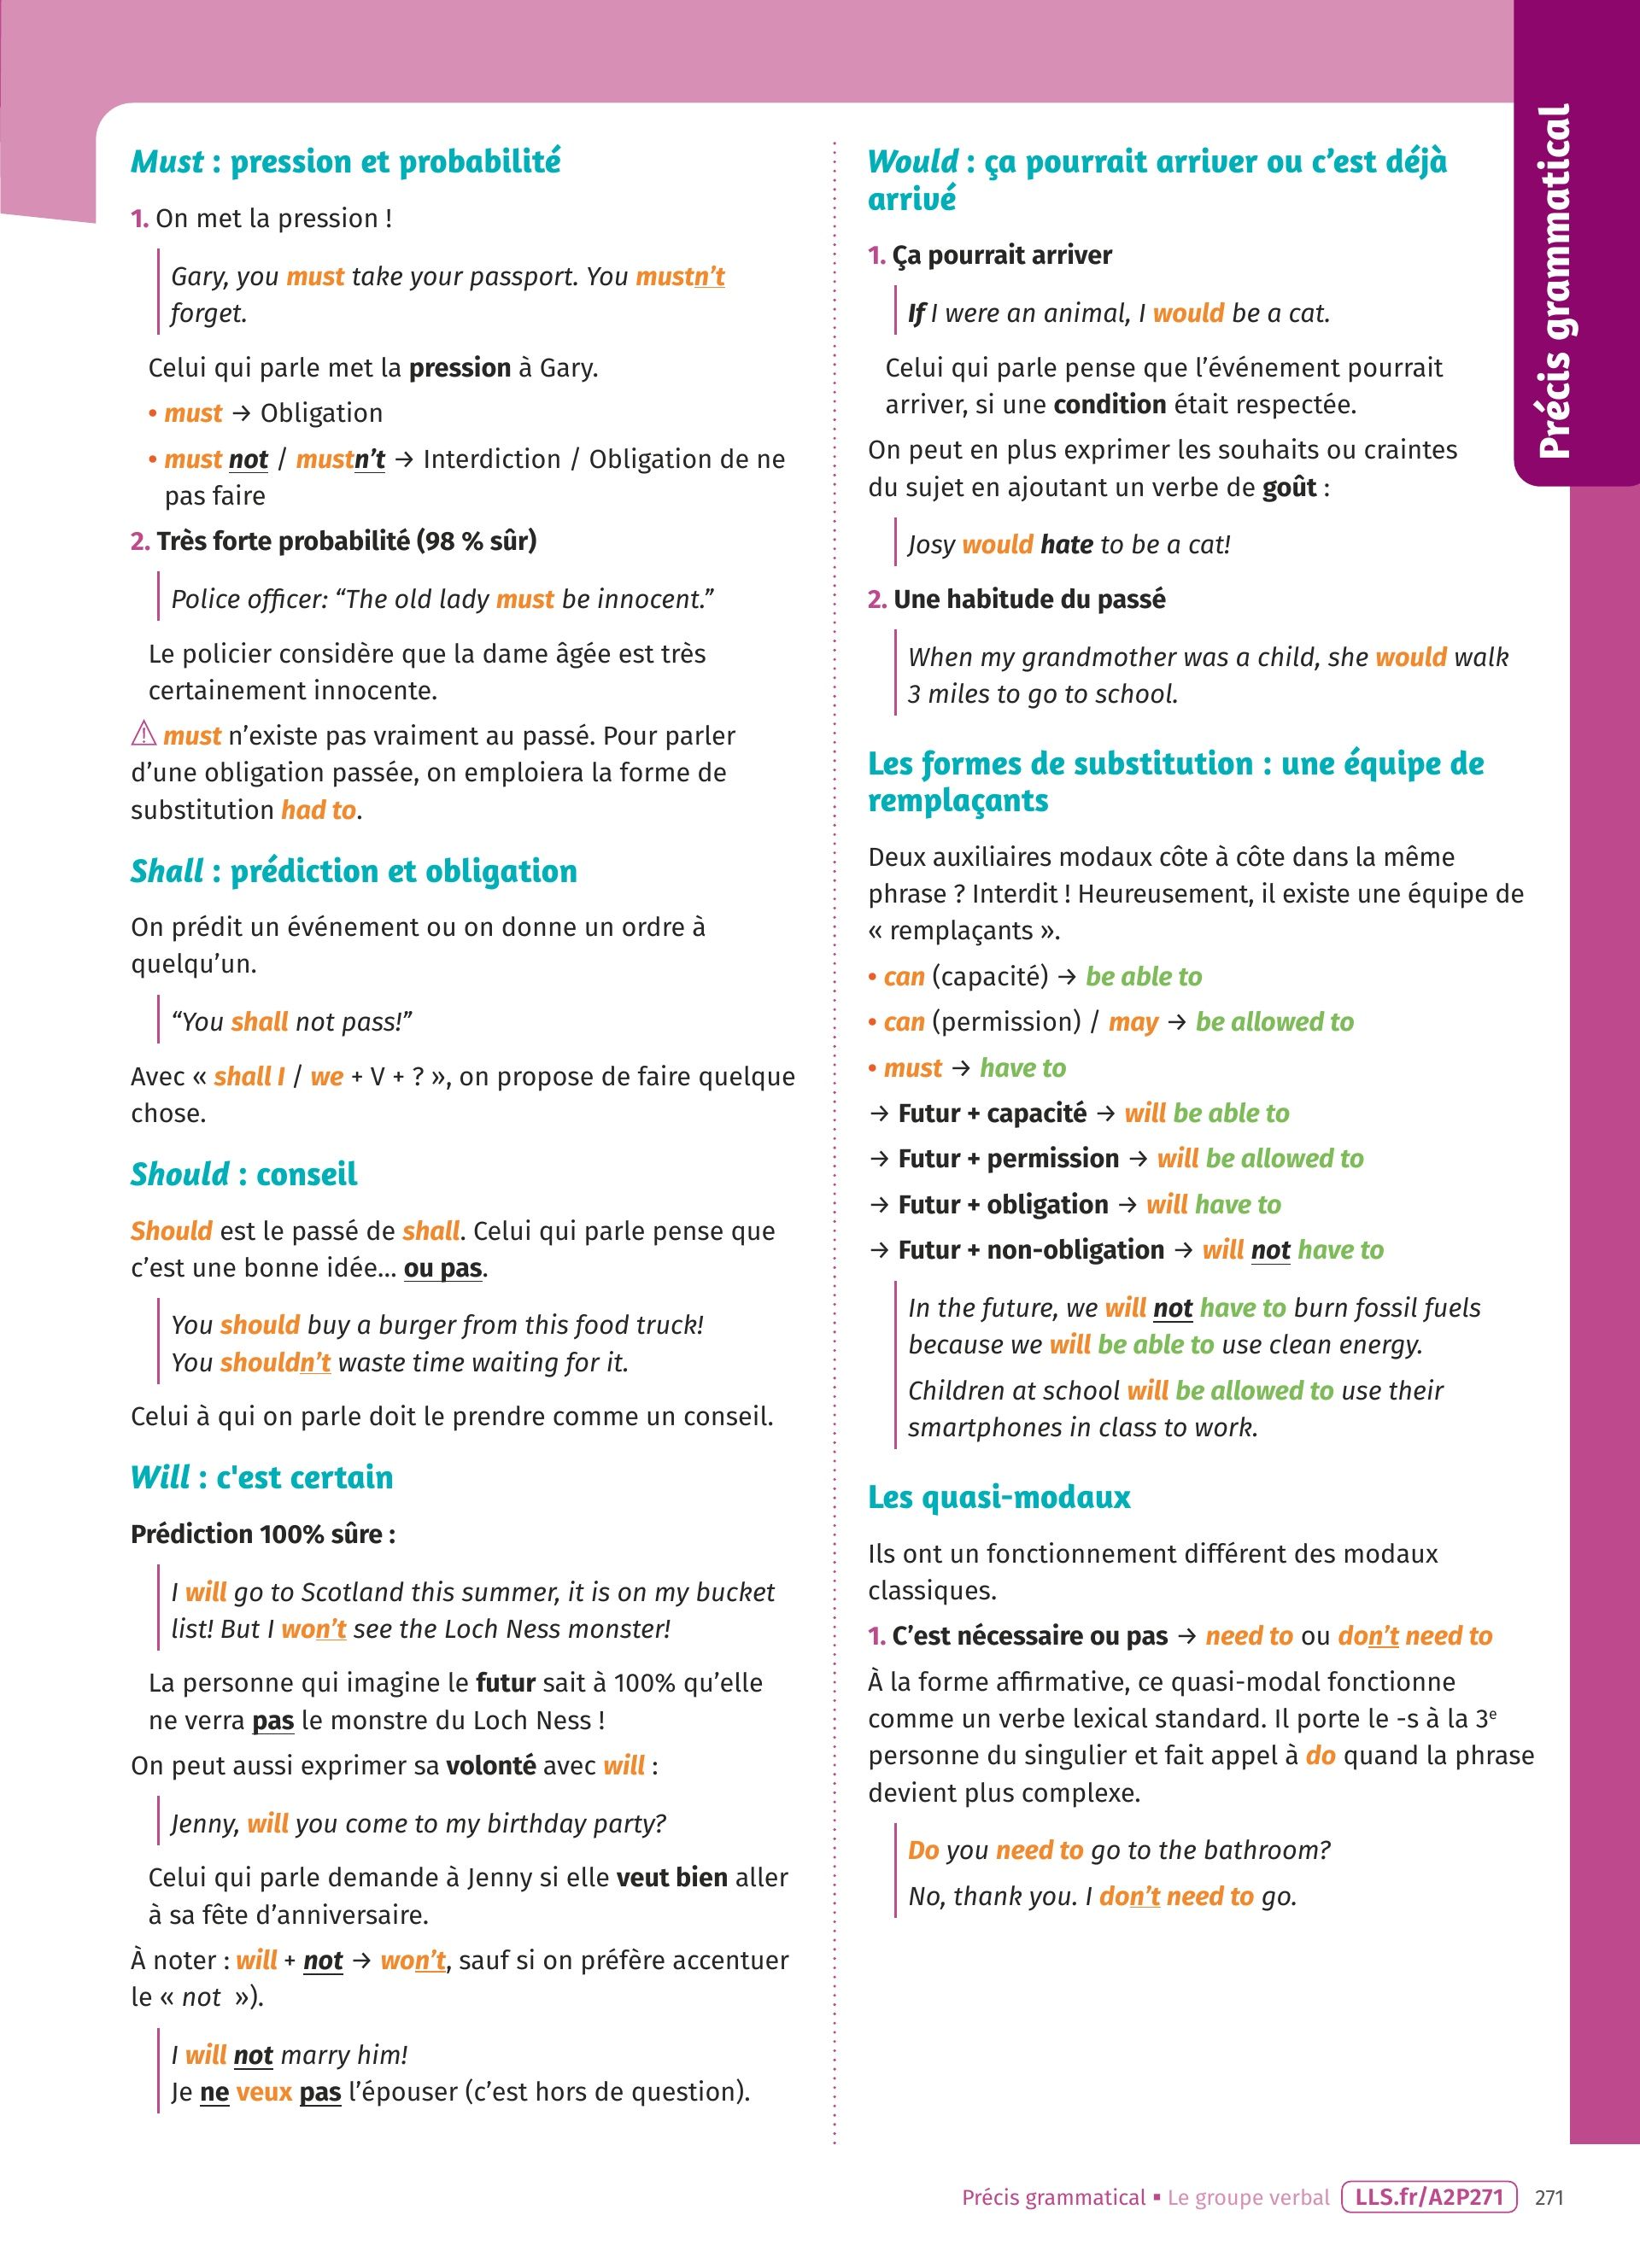 Must : pression et probabilité
1. On met la pression !
Gary, you must take your passport. You mustn’t
forget.
Celui qui parle met la pression à Gary.
• must → Obligation
• must not / mustn’t → Interdiction / Obligation de ne
pas faire
2. Très forte probabilité (98 % sûr)
Police officer: “The old lady must be innocent.”
Le policier considère que la dame âgée est très
certainement innocente.
⚠ must n’existe pas vraiment au passé. Pour parler
d’une obligation passée, on emploiera la forme de
substitution had to.
Shall : prédiction et obligation
On prédit un événement ou on donne un ordre à
quelqu’un.
“You shall not pass!”
Avec « shall I / we + V + ? », on propose de faire quelque
chose.
Should : conseil
Should est le passé de shall. Celui qui parle pense que
c’est une bonne idée... ou pas.
You should buy a burger from this food truck!
You shouldn’t waste time waiting for it.
Celui à qui on parle doit le prendre comme un conseil.
Will : c'est certain
Prédiction 100% sûre :
I will go to Scotland this summer, it is on my bucket
list! But I won’t see the Loch Ness monster!
La personne qui imagine le futur sait à 100% qu’elle
ne verra pas le monstre du Loch Ness !
On peut aussi exprimer sa volonté avec will :
Jenny, will you come to my birthday party?
Celui qui parle demande à Jenny si elle veut bien aller
à sa fête d’anniversaire.
À noter : will + not → won’t, sauf si on préfère accentuer
le « not »).
I will not marry him!
Je ne veux pas l’épouser (c’est hors de question).
Would : ça pourrait arriver ou c’est déjà
arrivé
1. Ça pourrait arriver
If I were an animal, I would be a cat.
Celui qui parle pense que l’événement pourrait
arriver, si une condition était respectée.
On peut en plus exprimer les souhaits ou craintes
du sujet en ajoutant un verbe de goût :
Josy would hate to be a cat!
2. Une habitude du passé
When my grandmother was a child, she would walk
3 miles to go to school.
Les formes de substitution : une équipe de
remplaçants
Deux auxiliaires modaux côte à côte dans la même
phrase ? Interdit ! Heureusement, il existe une équipe de
« remplaçants ».
• can (capacité) → be able to
• can (permission) / may → be allowed to
• must → have to
→ Futur + capacité → will be able to
→ Futur + permission → will be allowed to
→ Futur + obligation → will have to
→ Futur + non-obligation → will not have to
In the future, we will not have to burn fossil fuels
because we will be able to use clean energy.
Children at school will be allowed to use their
smartphones in class to work.
Les quasi-modaux
Ils ont un fonctionnement différent des modaux
classiques.
1. C’est nécessaire ou pas → need to ou don’t need to
À la forme affirmative, ce quasi-modal fonctionne
comme un verbe lexical standard. Il porte le -s à la 3e
personne du singulier et fait appel à do quand la phrase
devient plus complexe.
Do you need to go to the bathroom?
No, thank you. I don’t need to go.
Précis grammatical
Précis grammatical ▪ Le groupe verbal LLS.fr/A2P271 271